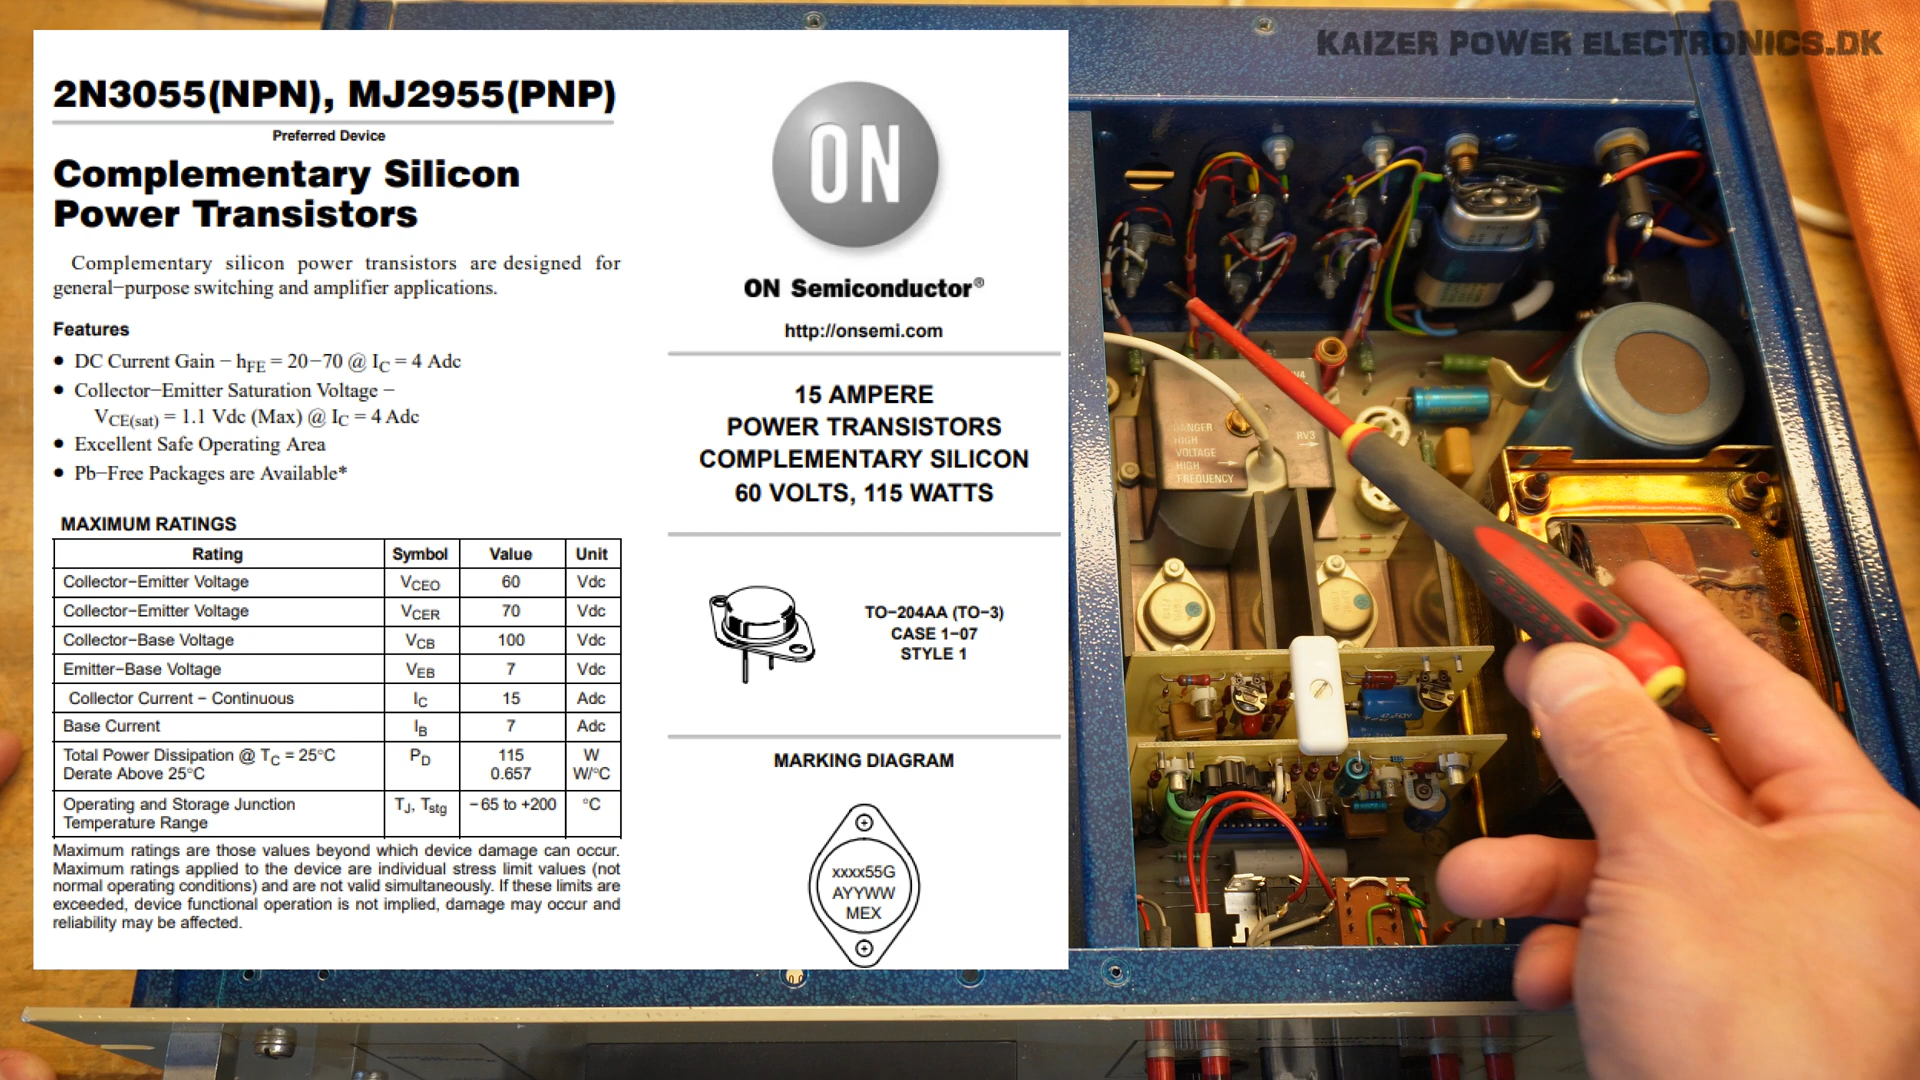 KAIZER POWER ELECTRONICS.DK
2N3055(NPN), MJ2955(PNP)
Preferred Device
Complementary Silicon
Power Transistors
Complementary silicon power transistors are designed for
general−purpose switching and amplifier applications.
Features
• DC Current Gain − hFE = 20−70 @ IC = 4 Adc
• Collector−Emitter Saturation Voltage −
VCE(sat) = 1.1 Vdc (Max) @ IC = 4 Adc
• Excellent Safe Operating Area
• Pb−Free Packages are Available*
MAXIMUM RATINGS
Rating Symbol Value Unit
Collector−Emitter Voltage VCEO 60 Vdc
Collector−Emitter Voltage VCER 70 Vdc
Collector−Base Voltage VCB 100 Vdc
Emitter−Base Voltage VEB 7 Vdc
Collector Current − Continuous IC 15 Adc
Base Current IB 7 Adc
Total Power Dissipation @ TC = 25°C PD 115 W
Derate Above 25°C 0.657 W/°C
Operating and Storage Junction TJ, Tstg −65 to +200 °C
Temperature Range
Maximum ratings are those values beyond which device damage can occur.
Maximum ratings applied to the device are individual stress limit values (not
normal operating conditions) and are not valid simultaneously. If these limits are
exceeded, device functional operation is not implied, damage may occur and
reliability may be affected.
ON
ON Semiconductor®
http://onsemi.com
15 AMPERE
POWER TRANSISTORS
COMPLEMENTARY SILICON
60 VOLTS, 115 WATTS
TO−204AA (TO−3)
CASE 1−07
STYLE 1
MARKING DIAGRAM
xxxx55G
AYYWW
MEX
DANGER
HIGH
VOLTAGE
HIGH
FREQUENCY
RV3